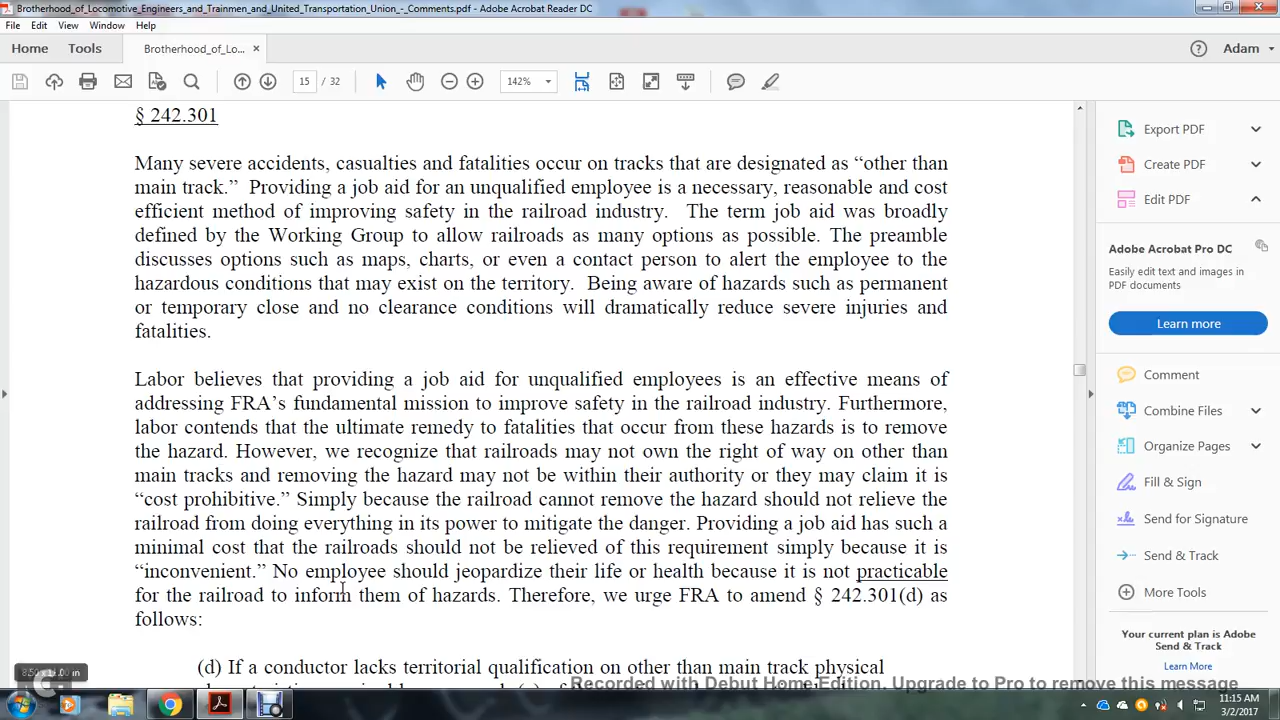 Brotherhood_of_Locomotive_Engineers_and_Trainmen_and_United_Transportation_Union_-_Comments.pdf - Adobe Acrobat Reader DC
File Edit View Window Help
Home Tools Brotherhood_of_Lo... × ? Adam
15 / 32 142%
§ 242.301
Many severe accidents, casualties and fatalities occur on tracks that are designated as “other than
main track.” Providing a job aid for an unqualified employee is a necessary, reasonable and cost
efficient method of improving safety in the railroad industry. The term job aid was broadly
defined by the Working Group to allow railroads as many options as possible. The preamble
discusses options such as maps, charts, or even a contact person to alert the employee to the
hazardous conditions that may exist on the territory. Being aware of hazards such as permanent
or temporary close and no clearance conditions will dramatically reduce severe injuries and
fatalities.
Labor believes that providing a job aid for unqualified employees is an effective means of
addressing FRA’s fundamental mission to improve safety in the railroad industry. Furthermore,
labor contends that the ultimate remedy to fatalities that occur from these hazards is to remove
the hazard. However, we recognize that railroads may not own the right of way on other than
main tracks and removing the hazard may not be within their authority or they may claim it is
“cost prohibitive.” Simply because the railroad cannot remove the hazard should not relieve the
railroad from doing everything in its power to mitigate the danger. Providing a job aid has such a
minimal cost that the railroads should not be relieved of this requirement simply because it is
“inconvenient.” No employee should jeopardize their life or health because it is not practicable
for the railroad to inform them of hazards. Therefore, we urge FRA to amend § 242.301(d) as
follows:
(d) If a conductor lacks territorial qualification on other than main track physical
8.50 x 11.00 in
Export PDF
Create PDF
Edit PDF
Adobe Acrobat Pro DC
Easily edit text and images in
PDF documents
Learn more
Comment
Combine Files
Organize Pages
Fill & Sign
Send for Signature
Send & Track
More Tools
Your current plan is Adobe
Send & Sign
Learn More
Recorded with Debut Home Edition. Upgrade to Pro to remove this message
11:15 AM
3/2/2017